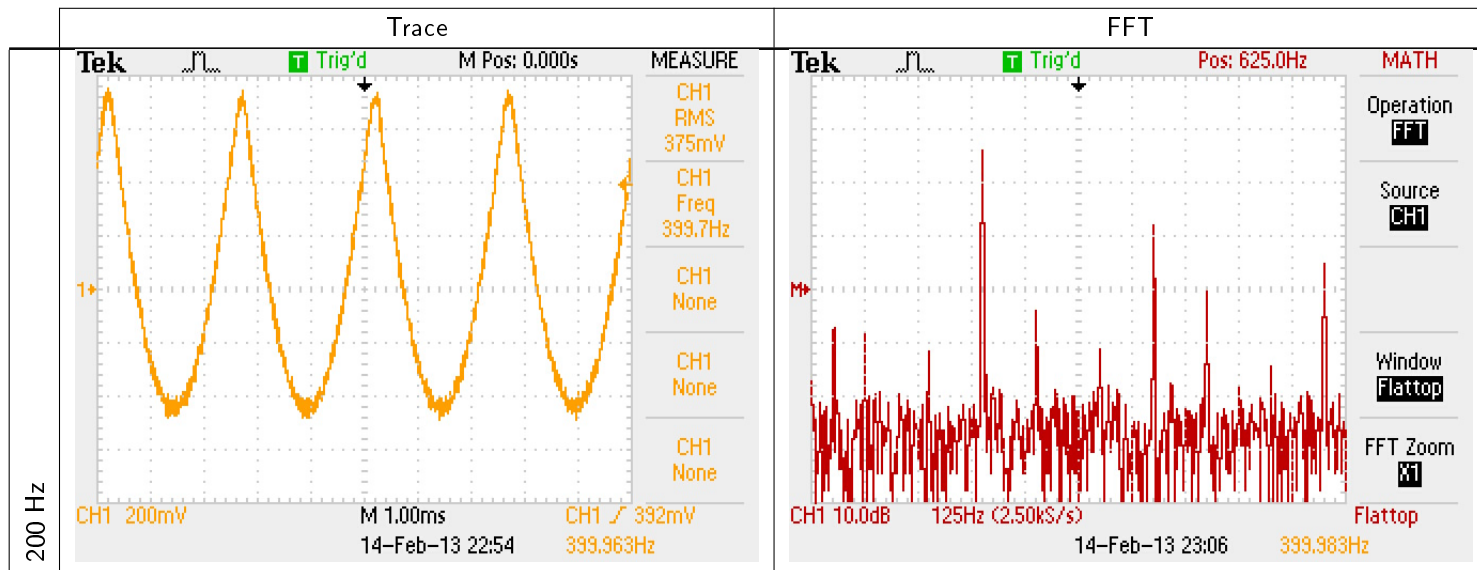 Trace
FFT
200 Hz
Tek
T Trig'd
M Pos: 0.000s
MEASURE
CH1
RMS
375mV
CH1
Freq
399.7Hz
CH1
None
CH1
None
CH1
None
1
CH1 200mV
M 1.00ms
CH1 392mV
14-Feb-13 22:54
399.963Hz
Tek
T Trig'd
Pos: 625.0Hz
MATH
Operation
FFT
Source
CH1
Window
Flattop
FFT Zoom
X1
M
CH1 10.0dB
125Hz (2.50kS/s)
Flattop
14-Feb-13 23:06
399.983Hz